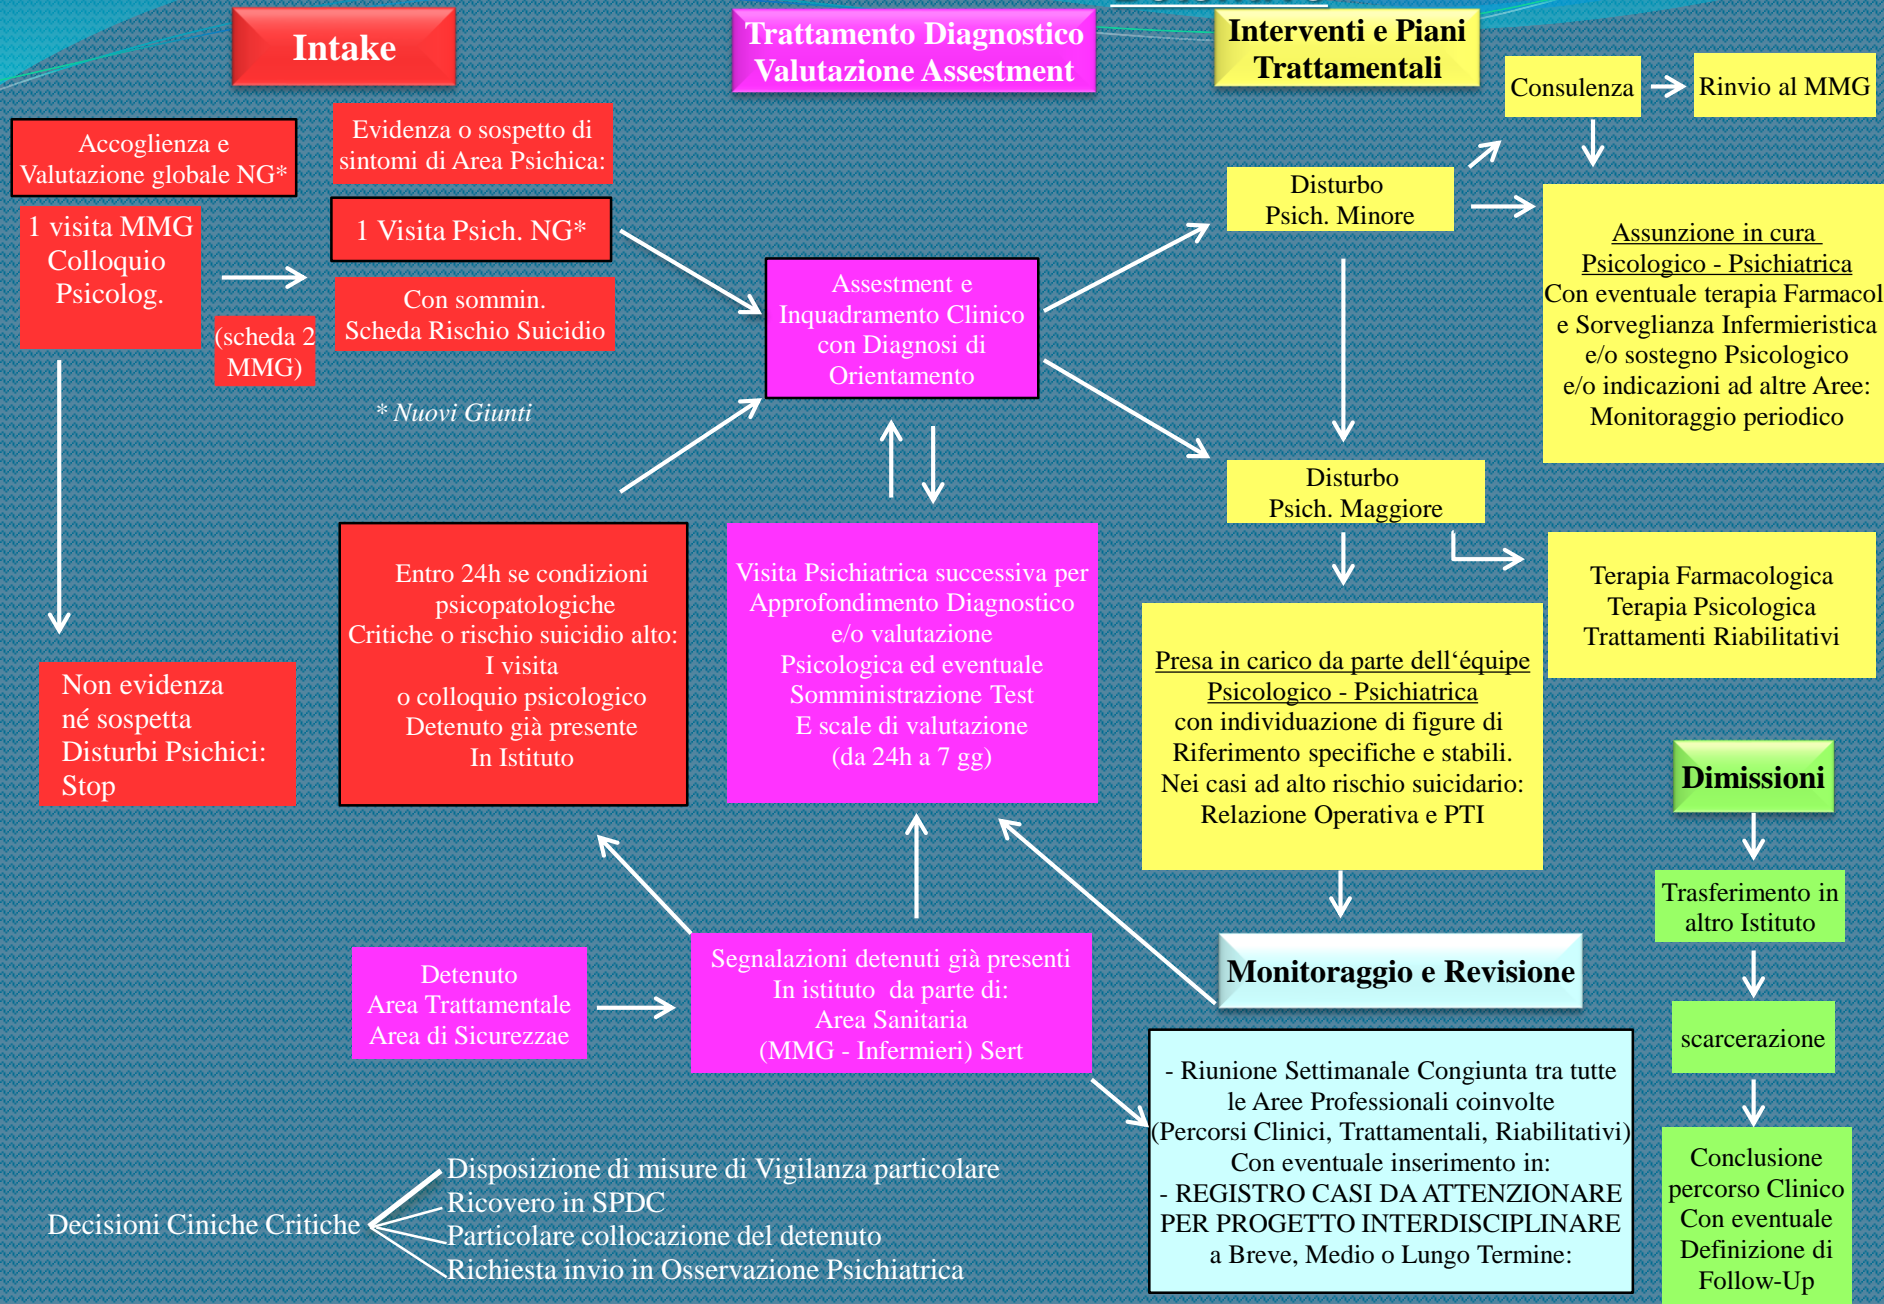 Intake
Accoglienza e
Valutazione globale NG*
1 visita MMG
Colloquio
Psicolog.
(scheda 2
MMG)
Evidenza o sospetto di
sintomi di Area Psichica:
1 Visita Psich. NG*
Con sommin.
Scheda Rischio Suicidio
* Nuovi Giunti
Non evidenza
né sospetta
Disturbi Psichici:
Stop
Entro 24h se condizioni
psicopatologiche
Critiche o rischio suicidio alto:
I visita
o colloquio psicologico
Detenuto già presente
In Istituto
Trattamento Diagnostico
Valutazione Assestment
Assestment e
Inquadramento Clinico
con Diagnosi di
Orientamento
Visita Psichiatrica successiva per
Approfondimento Diagnostico
e/o valutazione
Psicologica ed eventuale
Somministrazione Test
E scale di valutazione
(da 24h a 7 gg)
Detenuto
Area Trattamentale
Area di Sicurezzae
Segnalazioni detenuti già presenti
In istituto da parte di:
Area Sanitaria
(MMG - Infermieri) Sert
Interventi e Piani
Trattamentali
Consulenza
Rinvio al MMG
Disturbo
Psich. Minore
Assunzione in cura
Psicologico - Psichiatrica
Con eventuale terapia Farmacol
e Sorveglianza Infermieristica
e/o sostegno Psicologico
e/o indicazioni ad altre Aree:
Monitoraggio periodico
Disturbo
Psich. Maggiore
Terapia Farmacologica
Terapia Psicologica
Trattamenti Riabilitativi
Presa in carico da parte dell‘équipe
Psicologico - Psichiatrica
con individuazione di figure di
Riferimento specifiche e stabili.
Nei casi ad alto rischio suicidario:
Relazione Operativa e PTI
Monitoraggio e Revisione
- Riunione Settimanale Congiunta tra tutte
le Aree Professionali coinvolte
(Percorsi Clinici, Trattamentali, Riabilitativi)
Con eventuale inserimento in:
- REGISTRO CASI DA ATTENZIONARE
PER PROGETTO INTERDISCIPLINARE
a Breve, Medio o Lungo Termine:
Dimissioni
Trasferimento in
altro Istituto
scarcerazione
Conclusione
percorso Clinico
Con eventuale
Definizione di
Follow-Up
Decisioni Ciniche Critiche
Disposizione di misure di Vigilanza particolare
Ricovero in SPDC
Particolare collocazione del detenuto
Richiesta invio in Osservazione Psichiatrica